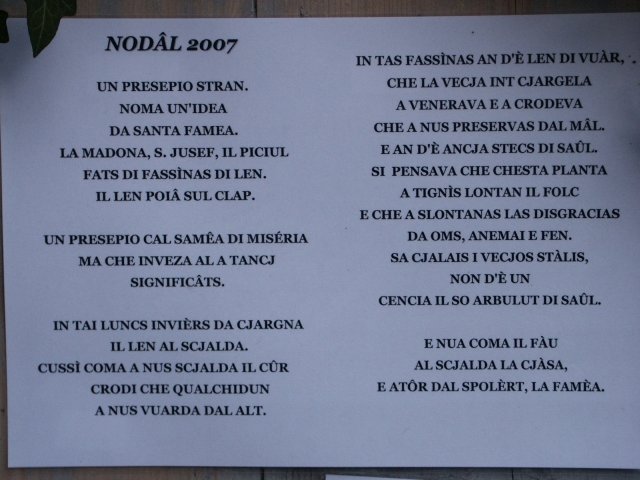 NODÂL 2007
UN PRESEPIO STRAN.
NOMA UN'IDEA
DA SANTA FAMEA.
LA MADONA, S. JUSEF, IL PICIUL
FATS DI FASSÌNAS DI LEN.
IL LEN POIÂ SUL CLAP.
UN PRESEPIO CAL SAMÊA DI MISÉRIA
MA CHE INVEZA AL A TANCJ
SIGNIFICÂTS.
IN TAI LUNCS INVIÈRS DA CJARGNA
IL LEN AL SCJALDA.
CUSSÌ COMA A NUS SCJALDA IL CÛR
CRODI CHE QUALCHIDUN
A NUS VUARDA DAL ALT.
IN TAS FASSÌNAS AN D'È LEN DI VUÀR,
CHE LA VECJA INT CJARGELA
A VENERAVA E A CRODEVA
CHE A NUS PRESERVAS DAL MÂL.
E AN D'È ANCJA STECS DI SAÛL.
SI PENSAVA CHE CHESTA PLANTA
A TIGNÌS LONTAN IL FOLC
E CHE A SLONTANAS LAS DISGRACIAS
DA OMS, ANEMAI E FEN.
SA CJALAIS I VECJOS STÀLIS,
NON D'È UN
CENCIA IL SO ARBULUT DI SAÛL.
E NUA COMA IL FÀU
AL SCJALDA LA CJÀSA,
E ATÔR DAL SPOLÈRT, LA FAMÈA.